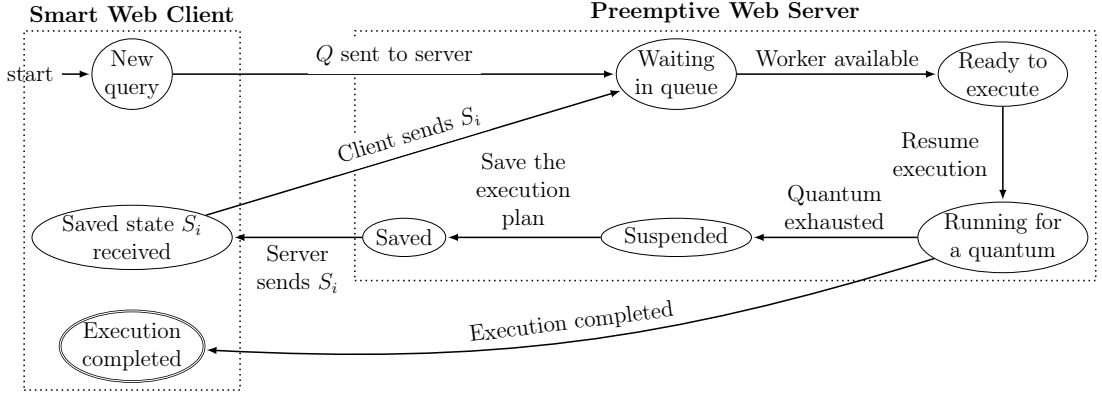 Smart Web Client
Preemptive Web Server
start
New
query
Q sent to server
Waiting
in queue
Worker available
Ready to
execute
Client sends S_i
Resume
execution
Save the
execution
plan
Quantum
exhausted
Saved state S_i
received
Server
sends S_i
Saved
Suspended
Running for
a quantum
Execution completed
Execution
completed